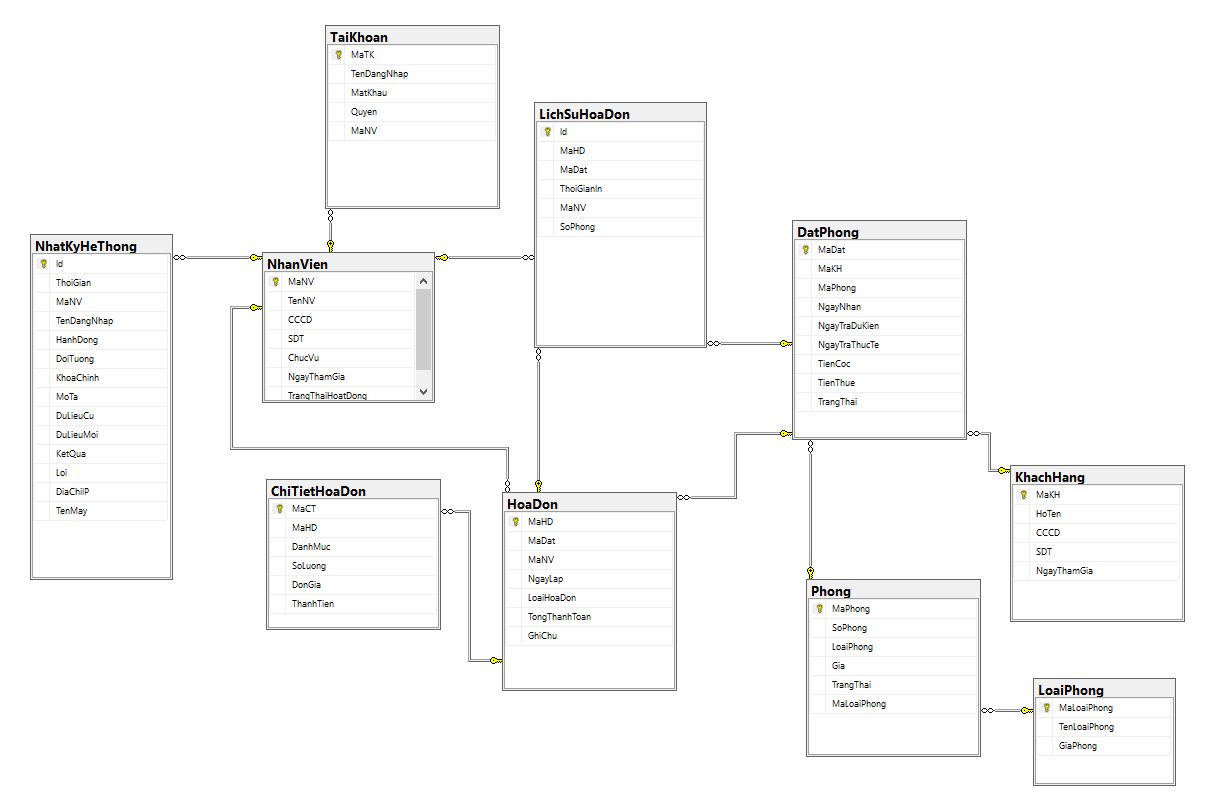 TaiKhoan
MaTK
TenDangNhap
MatKhau
Quyen
MaNV
LichSuHoaDon
Id
MaHD
MaDat
ThoiGianIn
MaNV
SoPhong
NhatKyHeThong
Id
ThoiGian
MaNV
TenDangNhap
HanhDong
DoiTuong
KhoaChinh
MoTa
DuLieuCu
DuLieuMoi
KetQua
Loi
DiaChiIP
TenMay
NhanVien
MaNV
TenNV
CCCD
SDT
ChucVu
NgayThamGia
TrangThaiHoatDong
DatPhong
MaDat
MaKH
MaPhong
NgayNhan
NgayTraDuKien
NgayTraThucTe
TienCoc
TienThue
TrangThai
ChiTietHoaDon
MaCT
MaHD
DanhMuc
SoLuong
DonGia
ThanhTien
HoaDon
MaHD
MaDat
MaNV
NgayLap
LoaiHoaDon
TongThanhToan
GhiChu
KhachHang
MaKH
HoTen
CCCD
SDT
NgayThamGia
Phong
MaPhong
SoPhong
LoaiPhong
Gia
TrangThai
MaLoaiPhong
LoaiPhong
MaLoaiPhong
TenLoaiPhong
GiaPhong